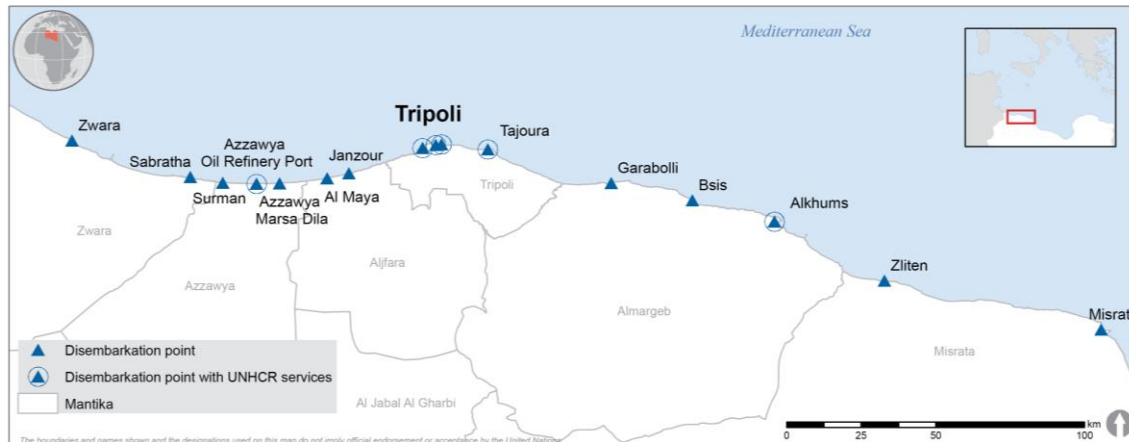 Mediterranean Sea
Tripoli
Zwara
Sabratha
Azzawya
Oil Refinery Port
Janzour
Tajoura
Surman
Azzawya
Marsa Dila
Al Maya
Garabolli
Bsis
Alkhums
Zliten
Misrat
Zwara
Azzawya
Aljfara
Tripoli
Almargeb
Misrata
Al Jabal Al Gharbi
Disembarkation point
Disembarkation point with UNHCR services
Mantika
km
0 25 50 100
The boundaries and names shown and the designations used on this map do not imply official endorsement or acceptance by the United Nations